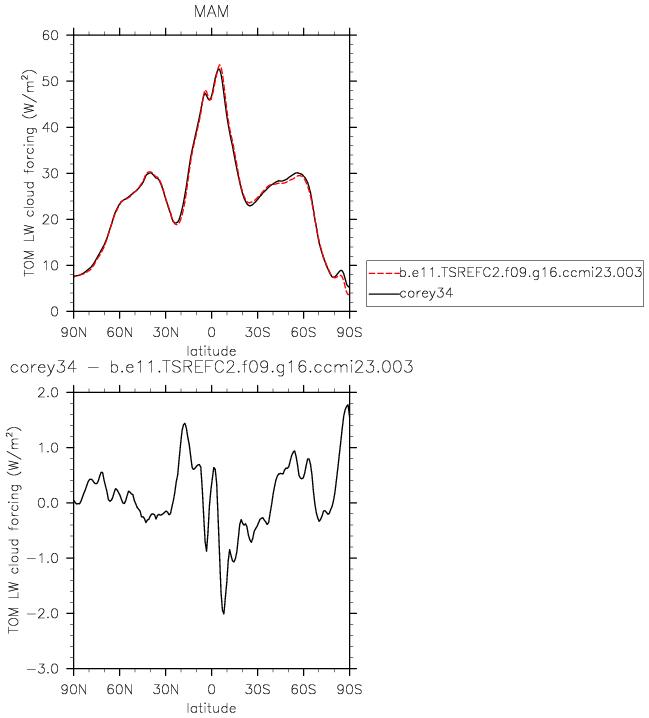 MAM
TOM LW cloud forcing (W/m²)
60
50
40
30
20
10
0
90N 60N 30N 0 30S 60S 90S
latitude
b.e11.TSREFC2.f09.g16.ccmi23.003
corey34
corey34 − b.e11.TSREFC2.f09.g16.ccmi23.003
TOM LW cloud forcing (W/m²)
2.0
1.0
0.0
−1.0
−2.0
−3.0
90N 60N 30N 0 30S 60S 90S
latitude